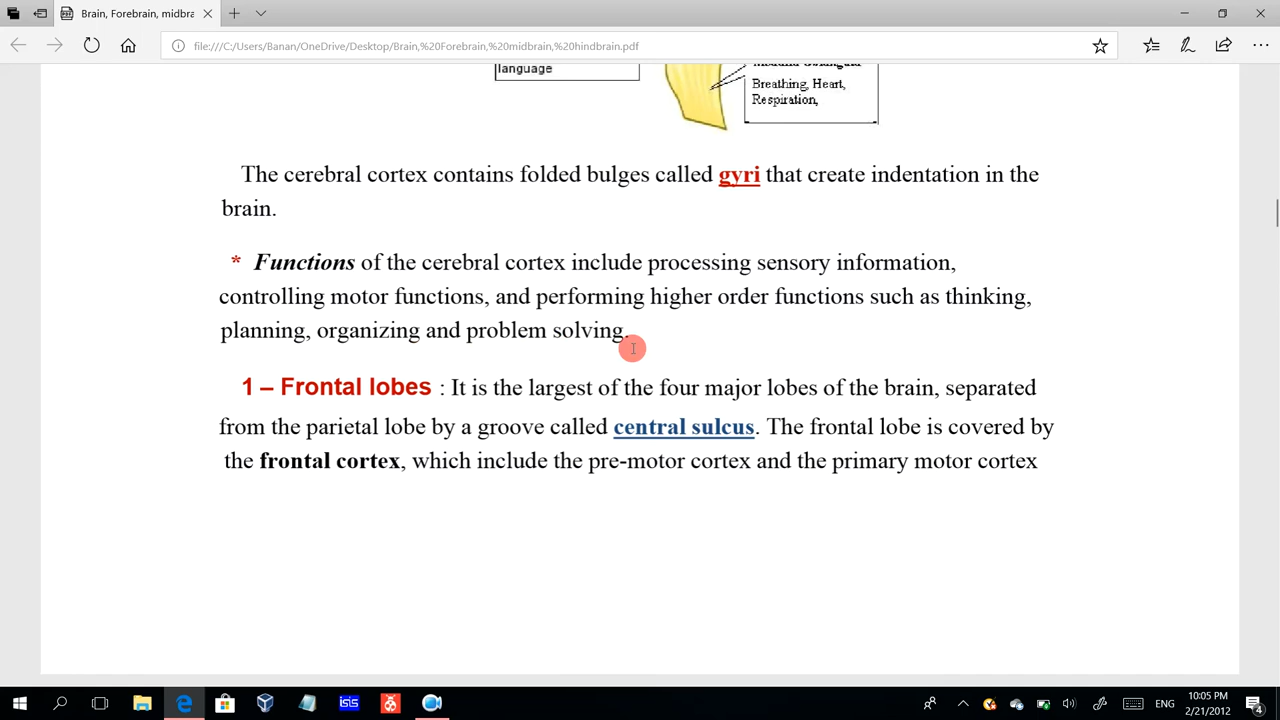 Brain, Forebrain, midbra
file:///C:/Users/Banan/OneDrive/Desktop/Brain,%20Forebrain,%20midbrain,%20hindbrain.pdf
language
Breathing, Heart,
Respiration,
The cerebral cortex contains folded bulges called gyri that create indentation in the
brain.
* Functions of the cerebral cortex include processing sensory information,
controlling motor functions, and performing higher order functions such as thinking,
planning, organizing and problem solving.
1 – Frontal lobes : It is the largest of the four major lobes of the brain, separated
from the parietal lobe by a groove called central sulcus. The frontal lobe is covered by
the frontal cortex, which include the pre-motor cortex and the primary motor cortex
ISIS
ENG
10:05 PM
2/21/2012
4